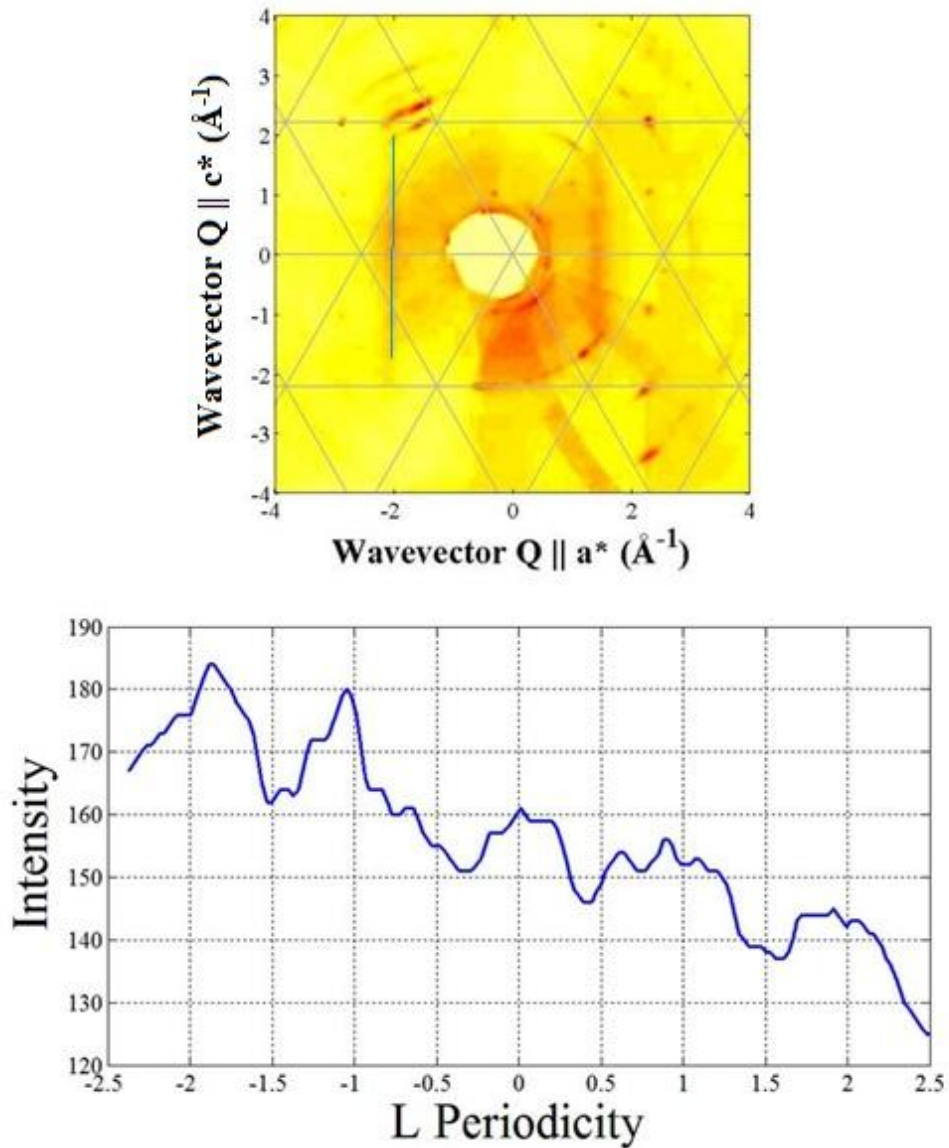 4
3
2
1
0
-1
-2
-3
-4
Wavevector Q || c* (Å-1)
-4 -2 0 2 4
Wavevector Q || a* (Å-1)
190
180
170
160
150
140
130
120
Intensity
-2.5 -2 -1.5 -1 -0.5 0 0.5 1 1.5 2 2.5
L Periodicity